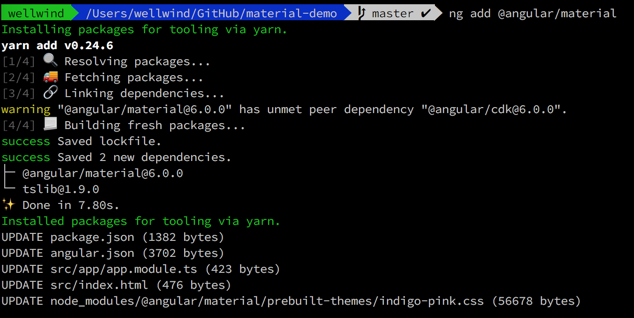 wellwind /Users/wellwind/GitHub/material-demo master ✔ ng add @angular/material
Installing packages for tooling via yarn.
yarn add v0.24.6
[1/4] 🔍 Resolving packages...
[2/4] 🚚 Fetching packages...
[3/4] 🔗 Linking dependencies...
warning "@angular/material@6.0.0" has unmet peer dependency "@angular/cdk@6.0.0".
[4/4] 📃 Building fresh packages...
success Saved lockfile.
success Saved 2 new dependencies.
├─ @angular/material@6.0.0
└─ tslib@1.9.0
✨ Done in 7.80s.
Installed packages for tooling via yarn.
UPDATE package.json (1382 bytes)
UPDATE angular.json (3702 bytes)
UPDATE src/app/app.module.ts (423 bytes)
UPDATE src/index.html (476 bytes)
UPDATE node_modules/@angular/material/prebuilt-themes/indigo-pink.css (56678 bytes)